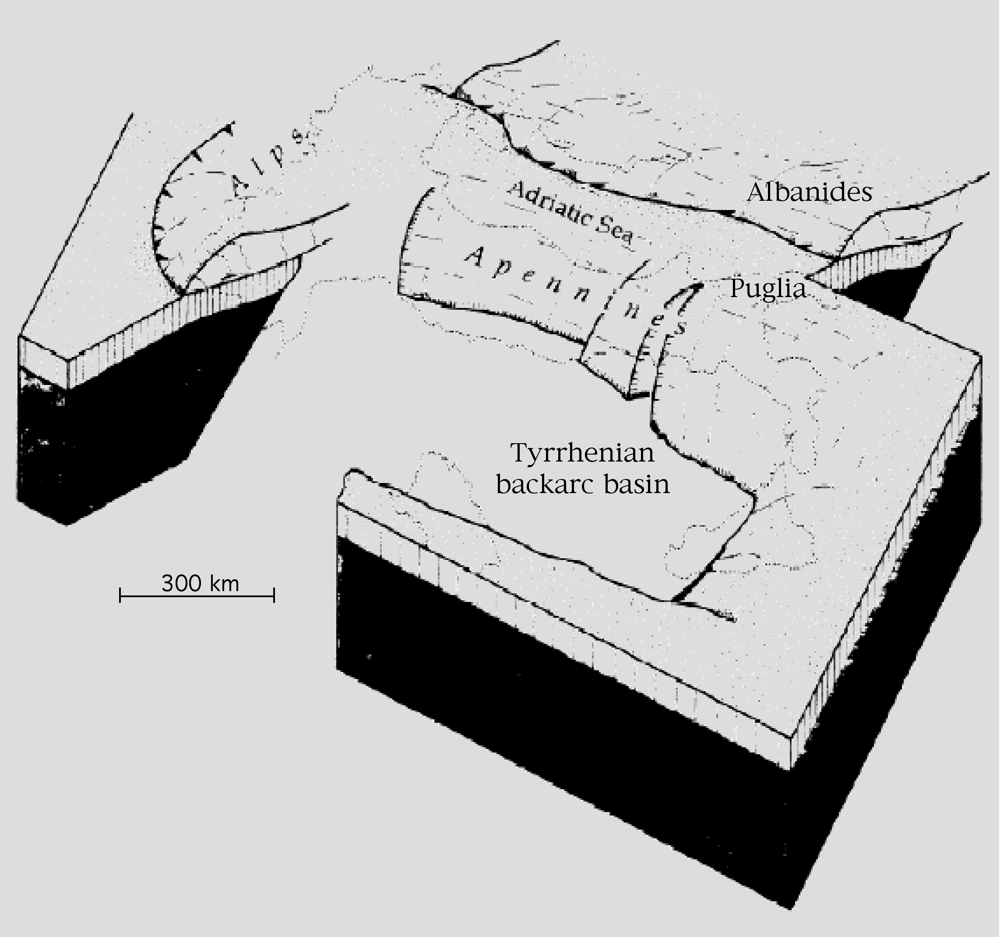 Alps
Albanides
Adriatic Sea
Apennines
Puglia
Tyrrhenian
backarc basin
300 km